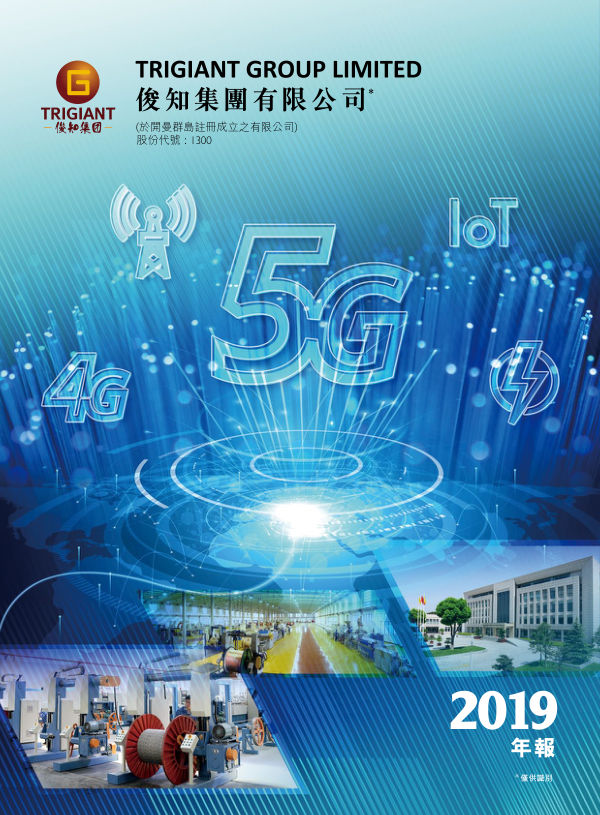 G
TRIGIANT
俊知集团
TRIGIANT GROUP LIMITED
俊知集團有限公司*
(於開曼群島註冊成立之有限公司)
股份代號：1300
IoT
5G
4G
2019
年報
* 僅供識別